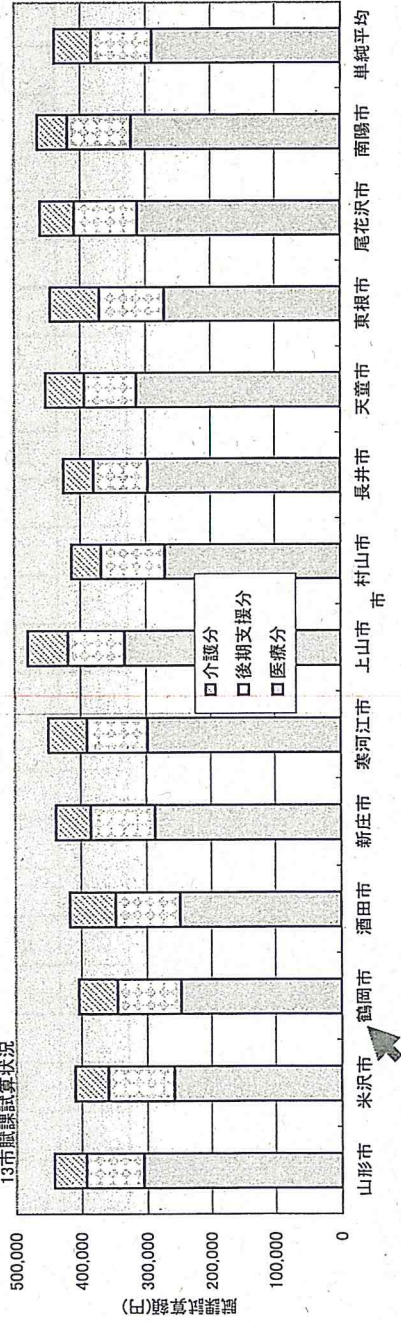 13市賦課試算状況
賦課試算額(円)
500,000
400,000
300,000
200,000
100,000
0
介護分
後期支援分
医療分
山形市
米沢市
鶴岡市
酒田市
新庄市
寒河江市
上山市
村山市
長井市
天童市
東根市
尾花沢市
南陽市
単純平均
市